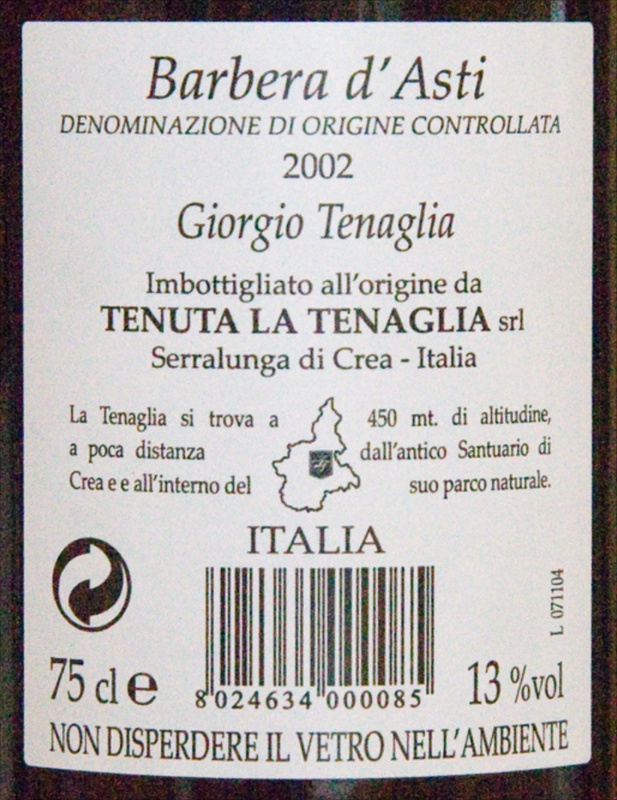 Barbera d'Asti
DENOMINAZIONE DI ORIGINE CONTROLLATA
2002
Giorgio Tenaglia
Imbottigliato all'origine da
TENUTA LA TENAGLIA srl
Serralunga di Crea - Italia
La Tenaglia si trova a 450 mt. di altitudine,
a poca distanza dall'antico Santuario di
Crea e e all'interno del suo parco naturale.
ITALIA
L 071104
75 cl e 8 024634 000085 13 %vol
NON DISPERDERE IL VETRO NELL'AMBIENTE